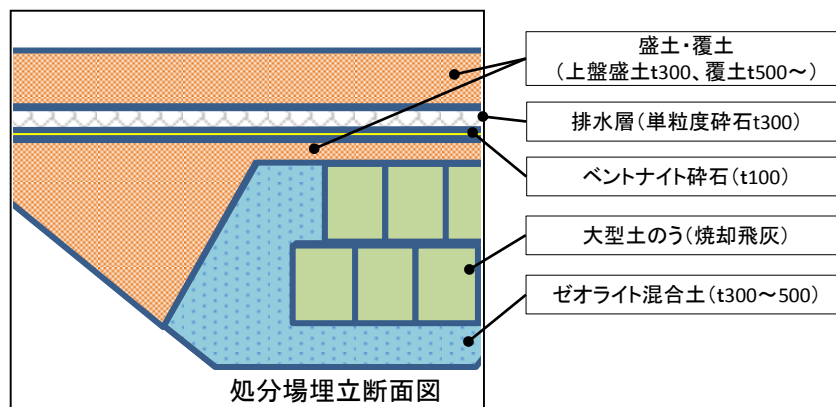 盛土・覆土
（上盤盛土t300、覆土t500～）
排水層（単粒度砕石t300）
ベントナイト砕石（t100）
大型土のう（焼却飛灰）
ゼオライト混合土（t300～500）
処分場埋立断面図